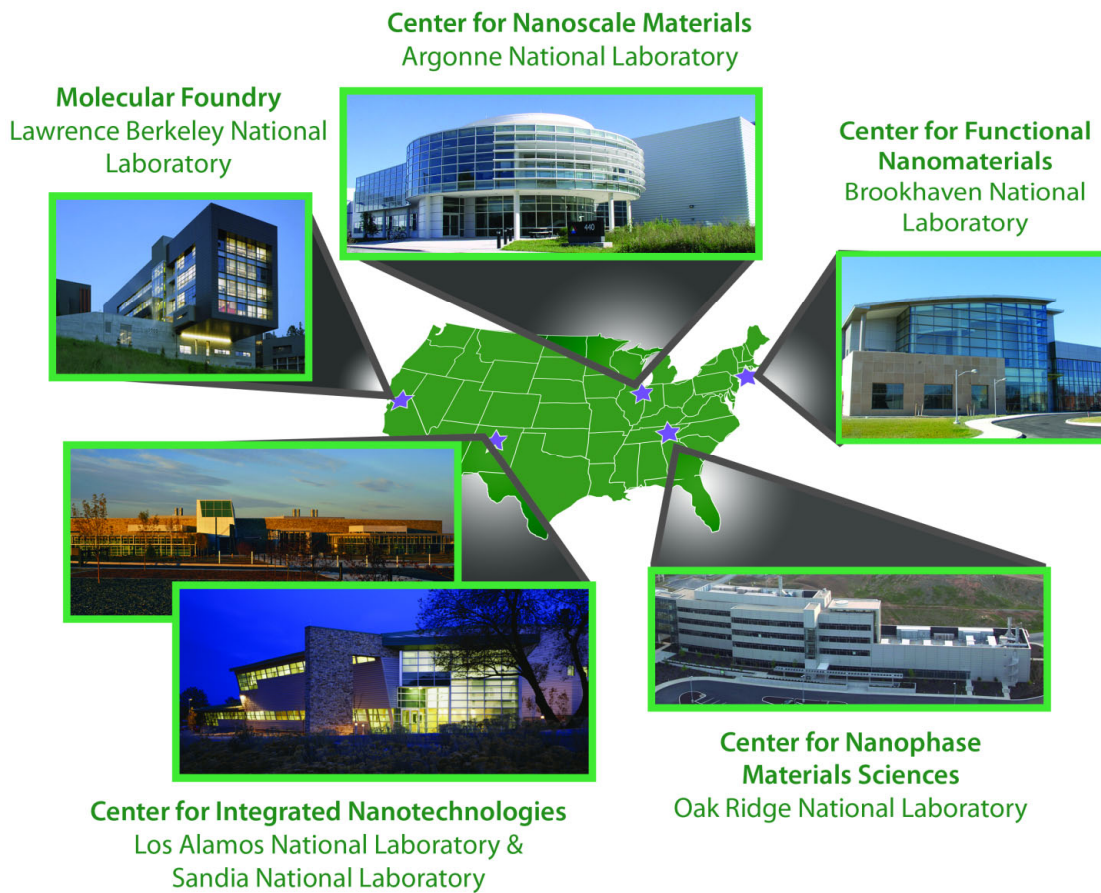 Center for Nanoscale Materials
Argonne National Laboratory
Molecular Foundry
Lawrence Berkeley National
Laboratory
Center for Functional
Nanomaterials
Brookhaven National
Laboratory
440
Center for Nanophase
Materials Sciences
Oak Ridge National Laboratory
Center for Integrated Nanotechnologies
Los Alamos National Laboratory &
Sandia National Laboratory